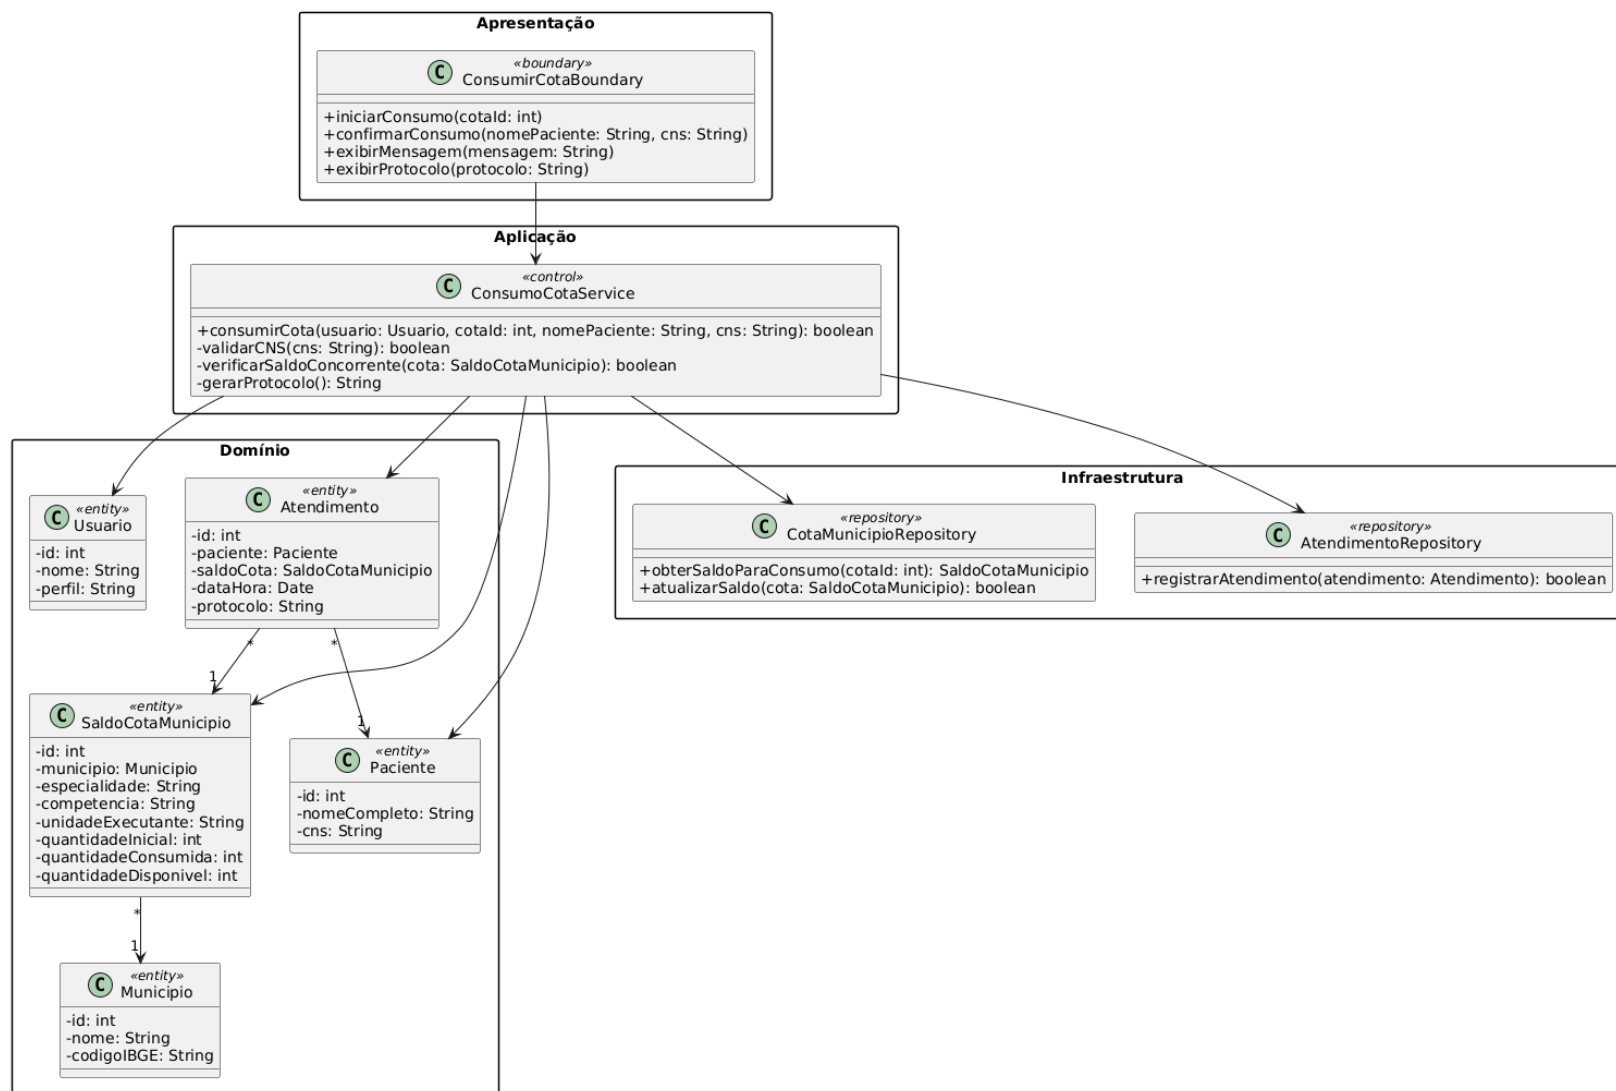 Apresentação
C
«boundary»
ConsumirCotaBoundary
+iniciarConsumo(cotaId: int)
+confirmarConsumo(nomePaciente: String, cns: String)
+exibirMensagem(mensagem: String)
+exibirProtocolo(protocolo: String)
Aplicação
C
«control»
ConsumoCotaService
+consumirCota(usuario: Usuario, cotaId: int, nomePaciente: String, cns: String): boolean
-validarCNS(cns: String): boolean
-verificarSaldoConcorrente(cota: SaldoCotaMunicipio): boolean
-gerarProtocolo(): String
Domínio
C
«entity»
Usuario
-id: int
-nome: String
-perfil: String
C
«entity»
Atendimento
-id: int
-paciente: Paciente
-saldoCota: SaldoCotaMunicipio
-dataHora: Date
-protocolo: String
*
1
*
1
C
«entity»
SaldoCotaMunicipio
-id: int
-municipio: Municipio
-especialidade: String
-competencia: String
-unidadeExecutante: String
-quantidadeInicial: int
-quantidadeConsumida: int
-quantidadeDisponivel: int
C
«entity»
Paciente
-id: int
-nomeCompleto: String
-cns: String
*
1
C
«entity»
Municipio
-id: int
-nome: String
-codigoIBGE: String
Infraestrutura
C
«repository»
CotaMunicipioRepository
+obterSaldoParaConsumo(cotaId: int): SaldoCotaMunicipio
+atualizarSaldo(cota: SaldoCotaMunicipio): boolean
C
«repository»
AtendimentoRepository
+registrarAtendimento(atendimento: Atendimento): boolean